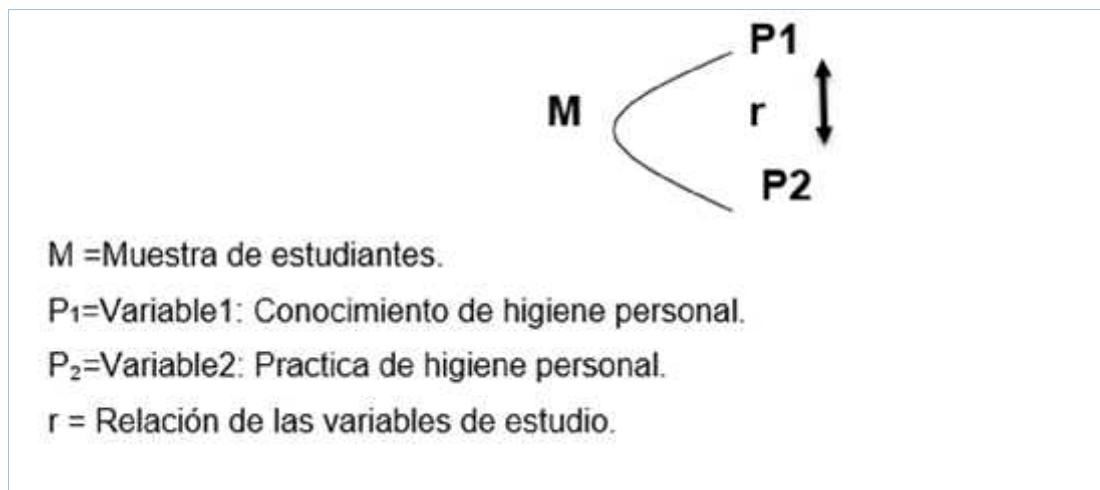 P1
M
r
P2
M =Muestra de estudiantes.
P₁=Variable1: Conocimiento de higiene personal.
P₂=Variable2: Practica de higiene personal.
r = Relación de las variables de estudio.